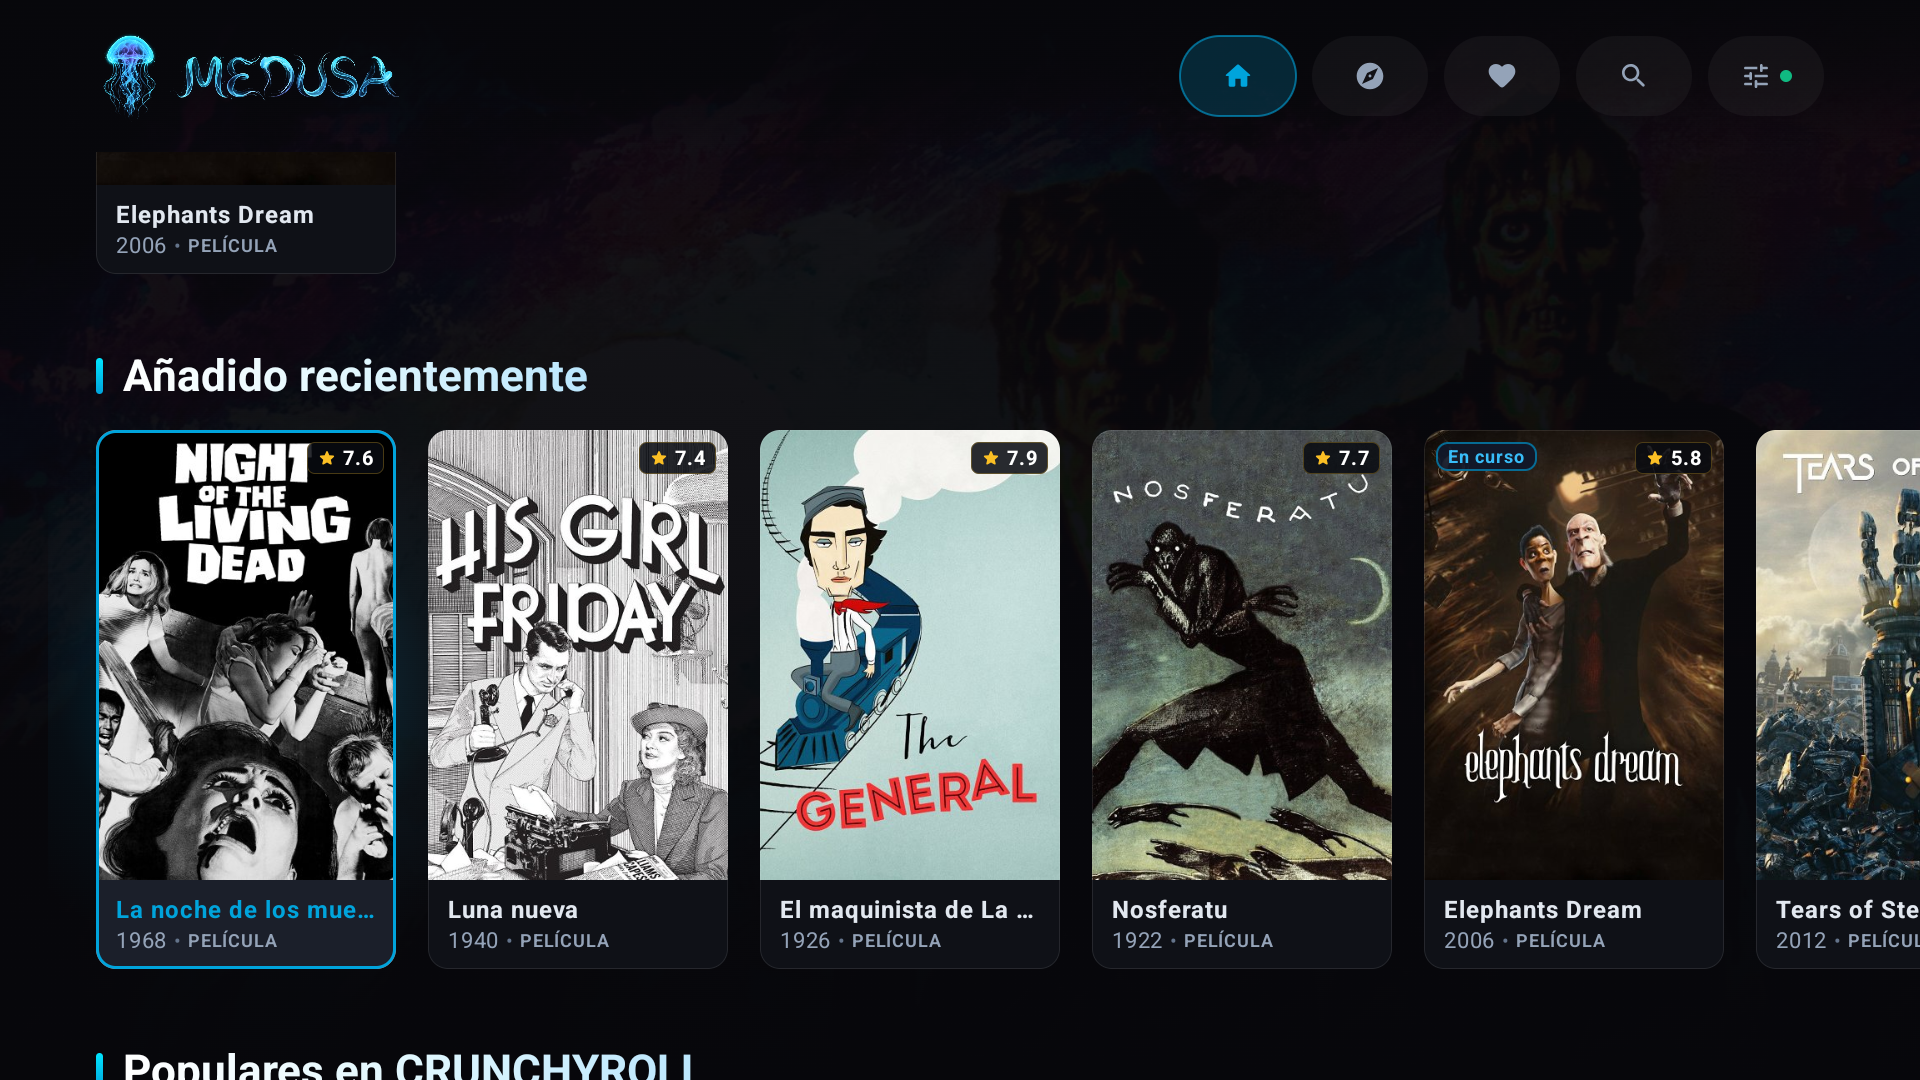 MEDUSA
Elephants Dream
2006 • PELÍCULA
Añadido recientemente
NIGHT
OF THE
LIVING
DEAD
7.6
La noche de los mue...
1968 • PELÍCULA
HIS GIRL
FRIDAY
7.4
Luna nueva
1940 • PELÍCULA
The
GENERAL
7.9
El maquinista de La ...
1926 • PELÍCULA
NOSFERATU
7.7
Nosferatu
1922 • PELÍCULA
En curso
5.8
elephants dream
Elephants Dream
2006 • PELÍCULA
TEARS OF
Tears of Ste
2012 • PELÍCUL
Populares en CRUNCHYROLL